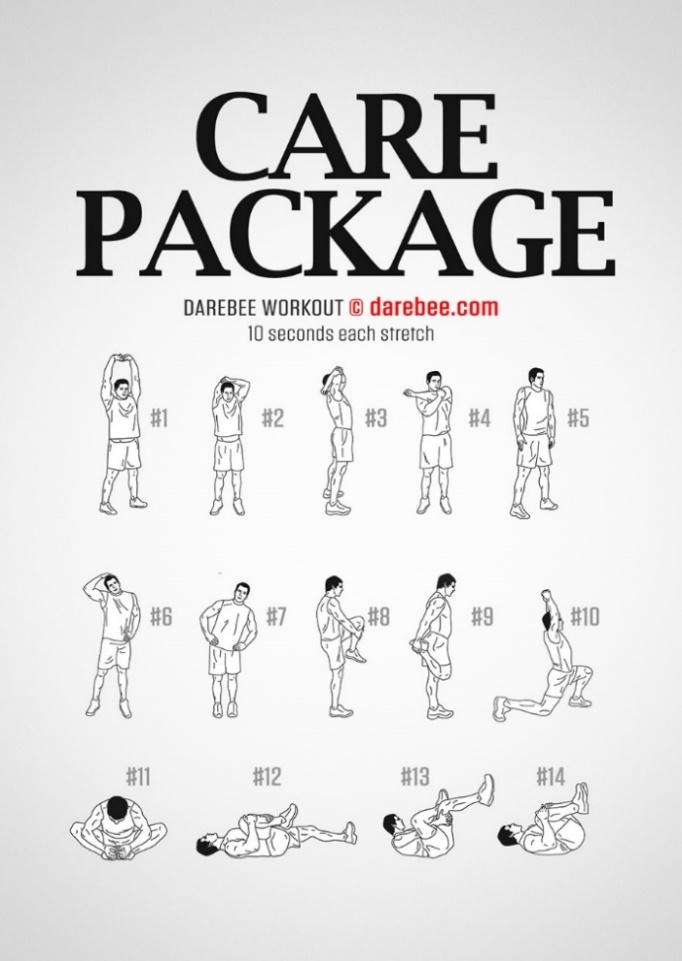 CARE
PACKAGE
DAREBEE WORKOUT © darebee.com
10 seconds each stretch
#1 #2 #3 #4 #5
#6 #7 #8 #9 #10
#11 #12 #13 #14